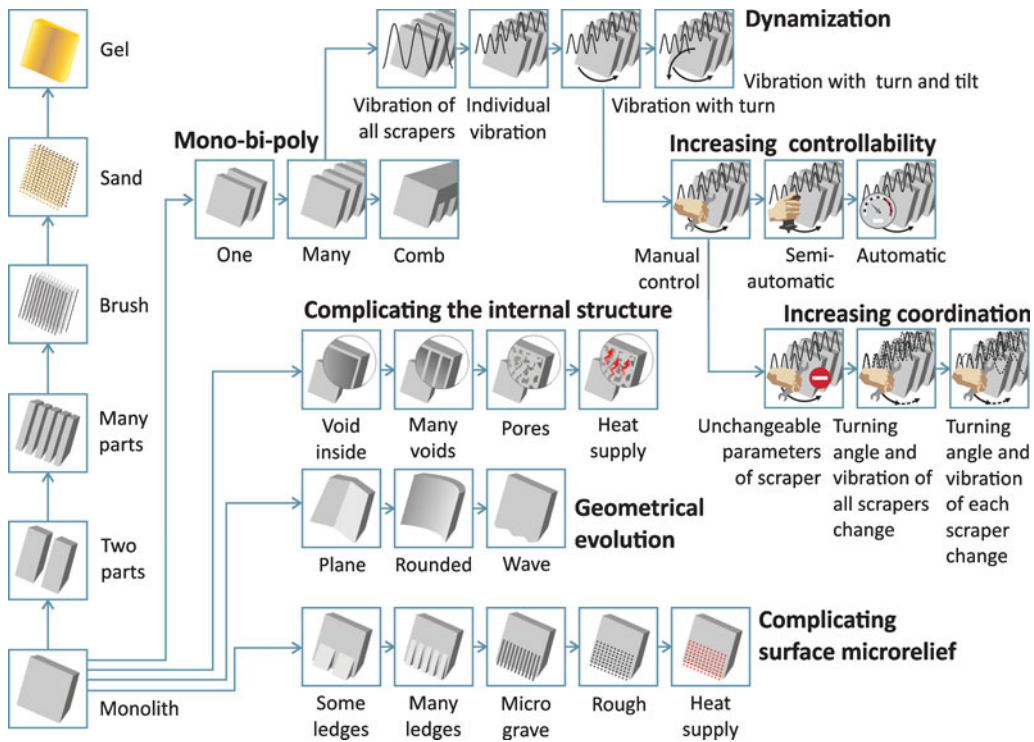 Gel
Sand
Brush
Many
parts
Two
parts
Monolith
Dynamization
Vibration of
all scrapers
Individual
vibration
Vibration with turn
Vibration with turn and tilt
Mono-bi-poly
One
Many
Comb
Increasing controllability
Manual
control
Semi-
automatic
Automatic
Increasing coordination
Unchangeable
parameters
of scraper
Turning
angle and
vibration of
all scrapers
change
Turning
angle and
vibration
of each
scraper
change
Complicating the internal structure
Void
inside
Many
voids
Pores
Heat
supply
Geometrical
evolution
Plane
Rounded
Wave
Complicating
surface microrelief
Some
ledges
Many
ledges
Micro
grave
Rough
Heat
supply